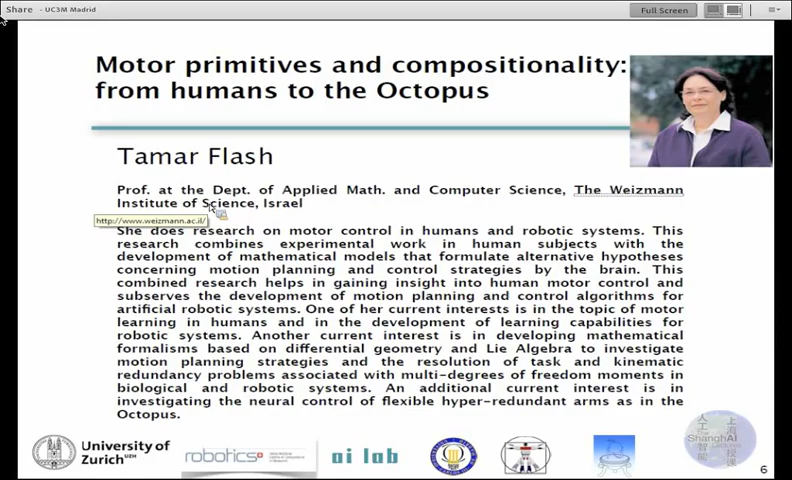 Share - UC3M Madrid
Full Screen
Motor primitives and compositionality:
from humans to the Octopus
Tamar Flash
Prof. at the Dept. of Applied Math. and Computer Science, The Weizmann
Institute of Science, Israel
http://www.weizmann.ac.il/
She does research on motor control in humans and robotic systems. This
research combines experimental work in human subjects with the
development of mathematical models that formulate alternative hypotheses
concerning motion planning and control strategies by the brain. This
combined research helps in gaining insight into human motor control and
subserves the development of motion planning and control algorithms for
artificial robotic systems. One of her current interests is in the topic of motor
learning in humans and in the development of learning capabilities for
robotic systems. Another current interest is in developing mathematical
formalisms based on differential geometry and Lie Algebra to investigate
motion planning strategies and the resolution of task and kinematic
redundancy problems associated with multi-degrees of freedom moments in
biological and robotic systems. An additional current interest is in
investigating the neural control of flexible hyper-redundant arms as in the
Octopus.
University of
Zurich UZH
robotics+
ai lab
The
ShanghAI
Lectures
人工智能
上海授课
6